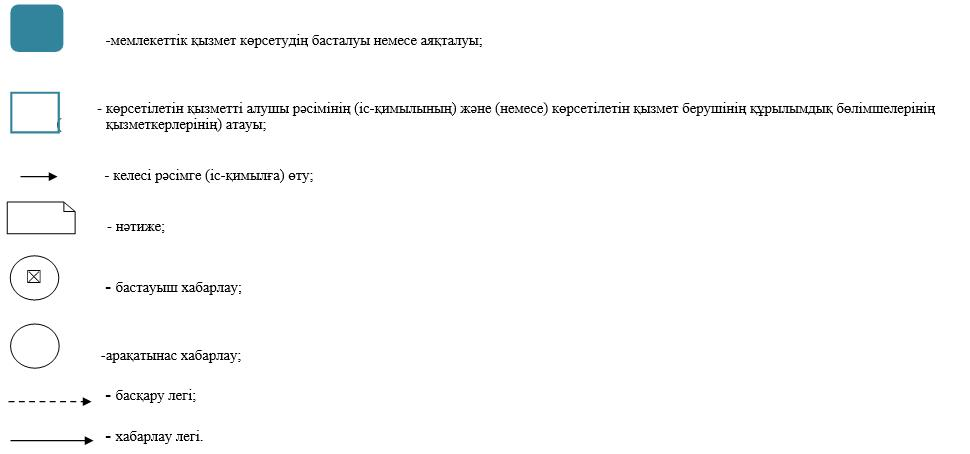 -мемлекеттік қызмет көрсетудің басталуы немесе аяқталуы;
- көрсетілетін қызметті алушы рәсімінің (іс-қимылының) және (немесе) көрсетілетін қызмет берушінің құрылымдық бөлімшелерінің
( қызметкерлерінің) атауы;
- келесі рәсімге (іс-қимылға) өту;
- нәтиже;
- бастауыш хабарлау;
-арақатынас хабарлау;
- басқару легі;
- хабарлау легі.